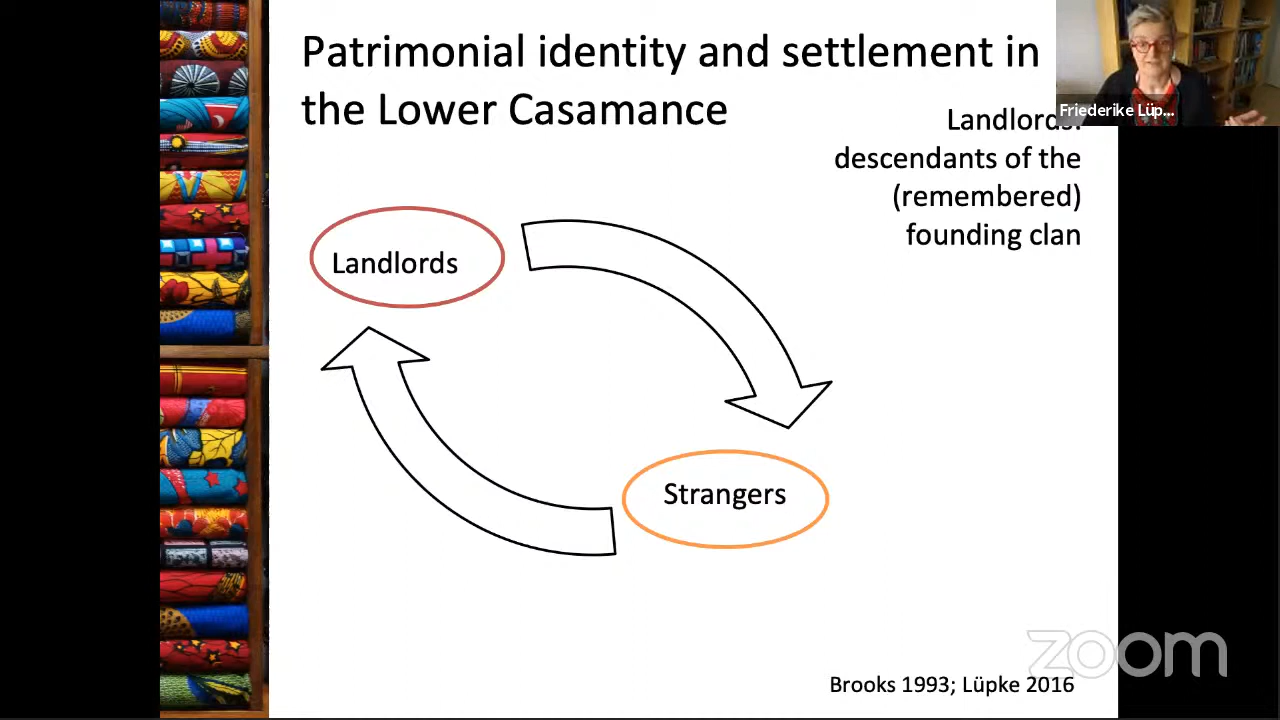 Patrimonial identity and settlement in
the Lower Casamance
Friederike Lüp...
Landlords:
descendants of the
(remembered)
founding clan
Landlords
Strangers
zoom
Brooks 1993; Lüpke 2016